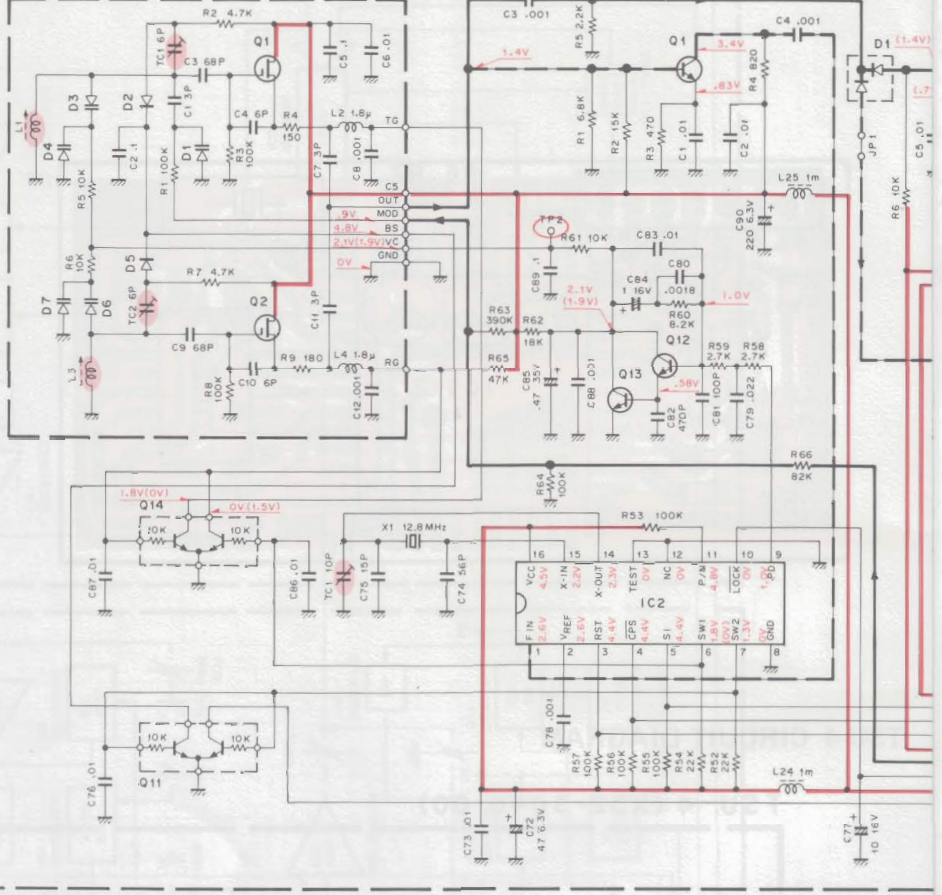 R2 4.7K
TC1 6P
Q1
C5 .1
C6 .01
C3 68P
L1
D3
D2
C1 3P
C4 6P
R4
150
L2 1.8μ
TG
D4
C2 .1
R1 100K
D1
R3
100K
C7 3P
C8 .001
R5 10K
C5
OUT
.9V
MOD
4.8V
BS
2.1V(1.9V)
VC
0V
GND
R6
10K
D5
R7 4.7K
D7
D6
TC2 6P
Q2
C11 3P
C9 68P
L3
R8
100K
C10 6P
R9 180
L4 1.8μ
C12 .001
RG
C3 .001
R5 2.2K
Q1
C4 .001
D1
(1.4V)
1.4V
3.4V
.83V
R4 820
R1 6.8K
R2 15K
R3 470
C1 .01
C2 .01
JP1
C5 .01
R6 10K
L25 1m
C90
220 6.3V
TP2
R61 10K
C83 .01
C89 .1
C84
1 16V
C80
.0018
R60
8.2K
2.1V
(1.9V)
1.0V
R63
390K
R62
18K
R65
47K
C85
.47 35V
C88 .001
Q12
Q13
.58V
C82
470P
R59
2.7K
R58
2.7K
C81 100P
C79 .022
R66
82K
R64
100K
1.8V(0V)
0V(1.5V)
Q14
10K
10K
C87 .01
C86 .01
X1 12.8MHz
TC1 10P
C75 15P
C74 56P
R53 100K
16
15
14
13
12
11
10
9
VCC
X-IN
X-OUT
TEST
NC
P/N
LOCK
PD
4.5V
2.2V
2.3V
0V
0V
4.8V
0V
1.0V
IC2
2.6V
2.6V
4.4V
4.4V
4.4V
1.8V
(0V)
1.3V
0V
FIN
VREF
RST
CPS
SI
SW1
SW2
GND
1
2
3
4
5
6
7
8
C78 .001
R57
100K
R56
100K
R55
100K
R54
22K
R52
22K
L24 1m
C73 .01
C72
47 6.3V
C77
10 16V
10K
10K
Q11
C76 .01